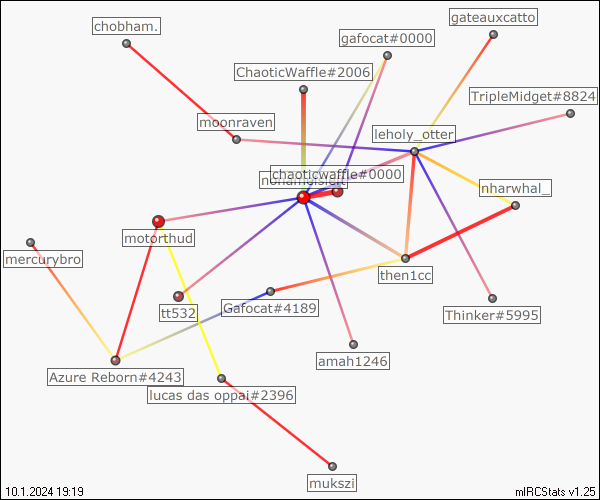 chobham.
gateauxcatto
gafocat#0000
ChaoticWaffle#2006
TripleMidget#8824
moonraven
leholy_otter
chaoticwaffle#0000
nharwhal_
motorthud
mercurybro
then1cc
tt532
Gafocat#4189
Thinker#5995
amah1246
Azure Reborn#4243
lucas das oppai#2396
mukszi
10.1.2024 19:19
mIRCStats v1.25